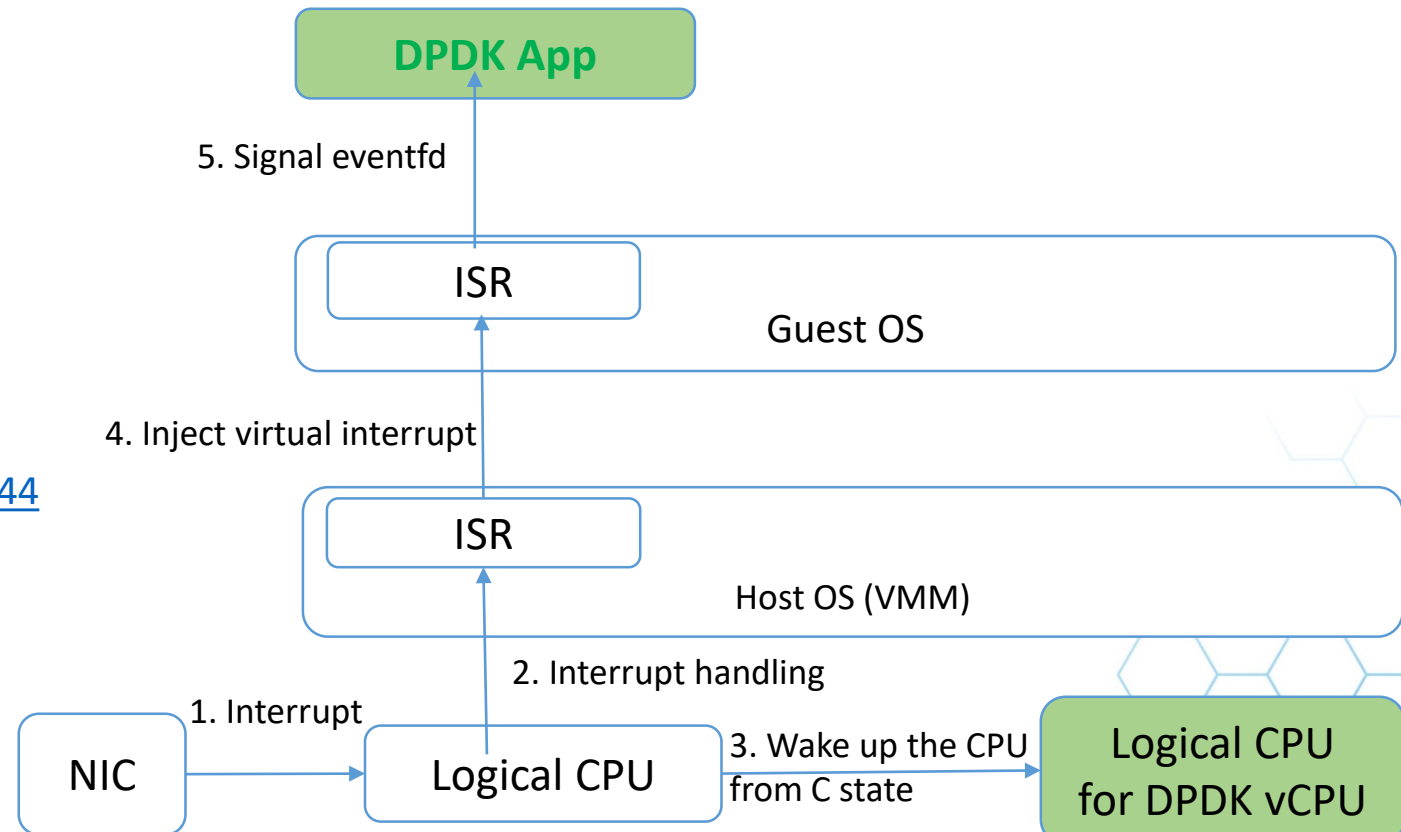 DPDK App
5. Signal eventfd
ISR
Guest OS
4. Inject virtual interrupt
44
ISR
Host OS (VMM)
2. Interrupt handling
1. Interrupt
NIC
Logical CPU
3. Wake up the CPU
from C state
Logical CPU
for DPDK vCPU